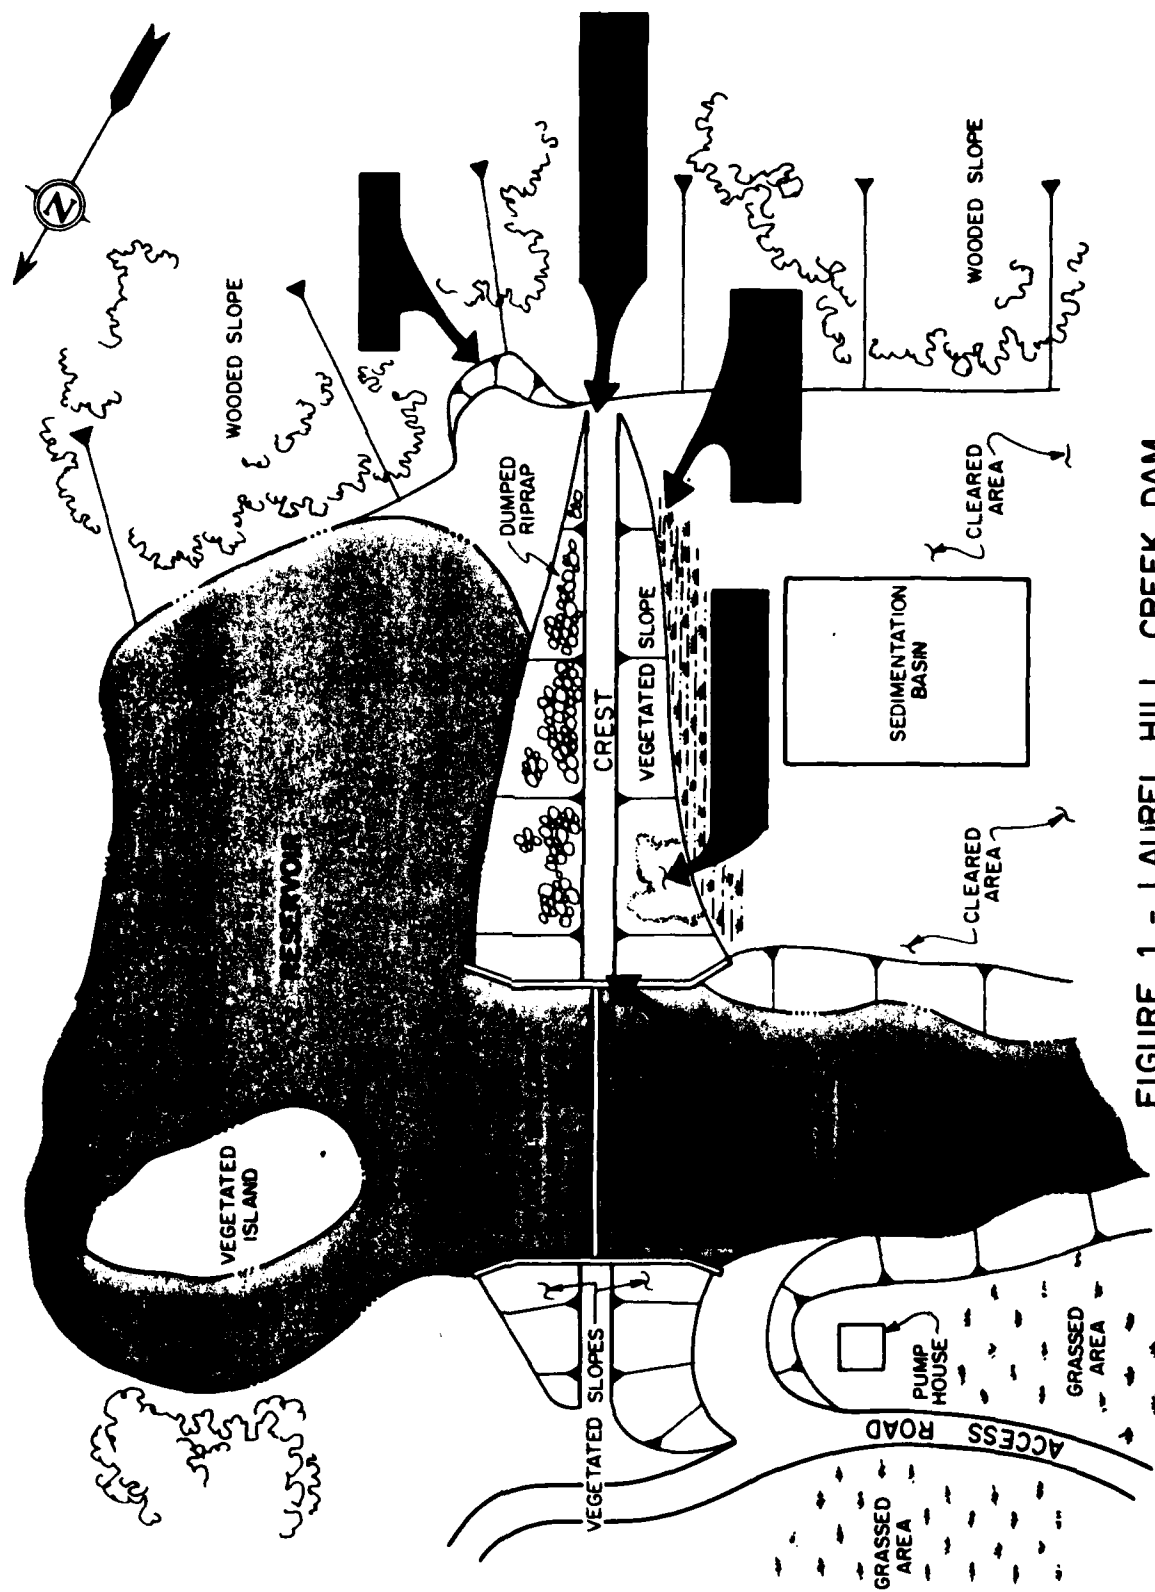 N
WOODED SLOPE
WOODED SLOPE
DUMPED
RIPRAP
RESERVOIR
CREST
VEGETATED SLOPE
CLEARED
AREA
SEDIMENTATION
BASIN
CLEARED
AREA
VEGETATED
ISLAND
VEGETATED SLOPES
PUMP
HOUSE
GRASSED
AREA
ACCESS ROAD
GRASSED
AREA
FIGURE 1 - LAUREL HILL CREEK DAM